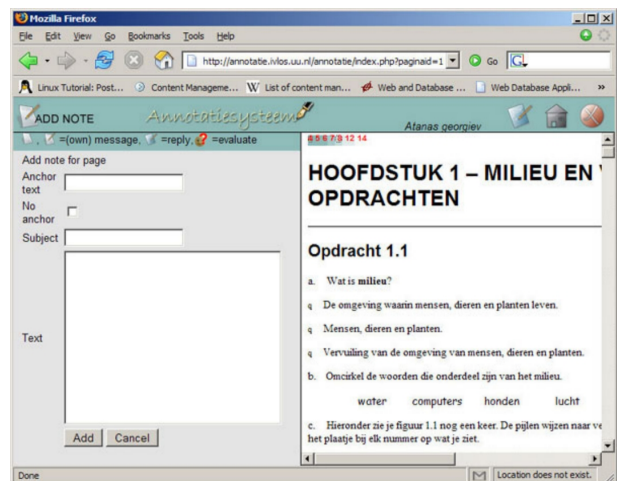 Mozilla Firefox
File Edit View Go Bookmarks Tools Help
http://annotatie.ivlos.uu.nl/annotatie/index.php?paginaid=1 Go G
Linux Tutorial: Post... Content Manageme... W List of content man... Web and Database ... Web Database Appli... »
ADD NOTE Annotatiesysteem Atanas georgiev
, =(own) message, =reply, =evaluate
Add note for page
Anchor text
No anchor
Subject
Text
Add Cancel
12 14
HOOFDSTUK 1 – MILIEU EN
OPDRACHTEN
Opdracht 1.1
a. Wat is milieu?
q De omgeving waarin mensen, dieren en planten leven.
q Mensen, dieren en planten.
q Vervuiling van de omgeving van mensen, dieren en planten.
b. Omcirkel de woorden die onderdeel zijn van het milieu.
water computers honden lucht
c. Hieronder zie je figuur 1.1 nog een keer. De pijlen wijzen naar ve
het plaatje bij elk nummer op wat je ziet.
Done Location does not exist.